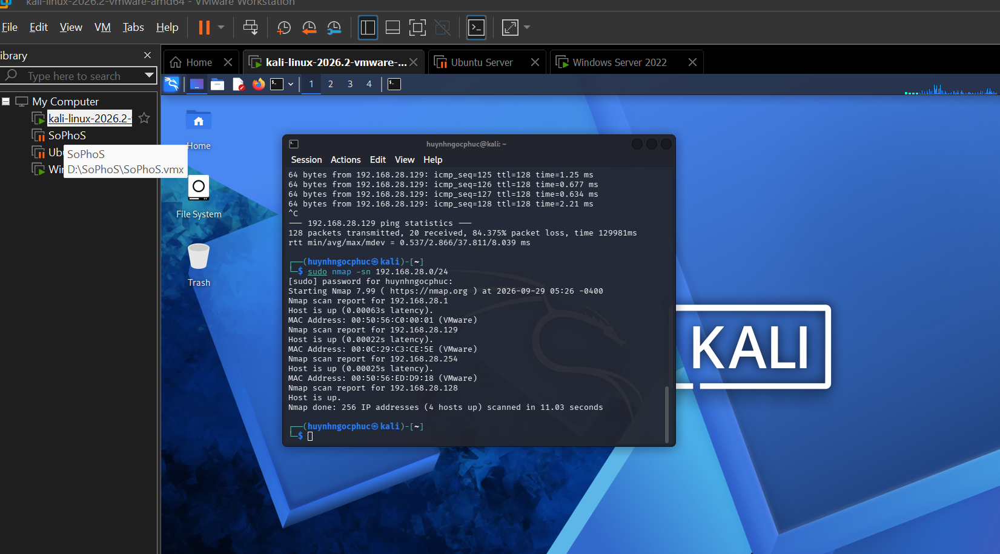 kali-linux-2026.2-vmware-amd64 - VMware Workstation
File Edit View VM Tabs Help
ibrary
Type here to search
My Computer
kali-linux-2026.2-
SoPhoS
Ubu
Win
SoPhoS
D:\SoPhoS\SoPhoS.vmx
Home
kali-linux-2026.2-vmware-...
Ubuntu Server
Windows Server 2022
1 2 3 4
Home
File System
Trash
huynhngocphuc@kali: ~
Session Actions Edit View Help
64 bytes from 192.168.28.129: icmp_seq=125 ttl=128 time=1.25 ms
64 bytes from 192.168.28.129: icmp_seq=126 ttl=128 time=0.677 ms
64 bytes from 192.168.28.129: icmp_seq=127 ttl=128 time=0.634 ms
64 bytes from 192.168.28.129: icmp_seq=128 ttl=128 time=2.21 ms
^C
--- 192.168.28.129 ping statistics ---
128 packets transmitted, 20 received, 84.375% packet loss, time 129981ms
rtt min/avg/max/mdev = 0.537/2.866/37.811/8.039 ms
┌──(huynhngocphuc㉿kali)-[~]
└─$ sudo nmap -sn 192.168.28.0/24
[sudo] password for huynhngocphuc:
Starting Nmap 7.99 ( https://nmap.org ) at 2026-09-29 05:26 -0400
Nmap scan report for 192.168.28.1
Host is up (0.00063s latency).
MAC Address: 00:50:56:C0:00:01 (VMware)
Nmap scan report for 192.168.28.129
Host is up (0.00022s latency).
MAC Address: 00:0C:29:C3:CE:5E (VMware)
Nmap scan report for 192.168.28.254
Host is up (0.00025s latency).
MAC Address: 00:50:56:ED:D9:18 (VMware)
Nmap scan report for 192.168.28.128
Host is up.
Nmap done: 256 IP addresses (4 hosts up) scanned in 11.03 seconds
┌──(huynhngocphuc㉿kali)-[~]
└─$
KALI